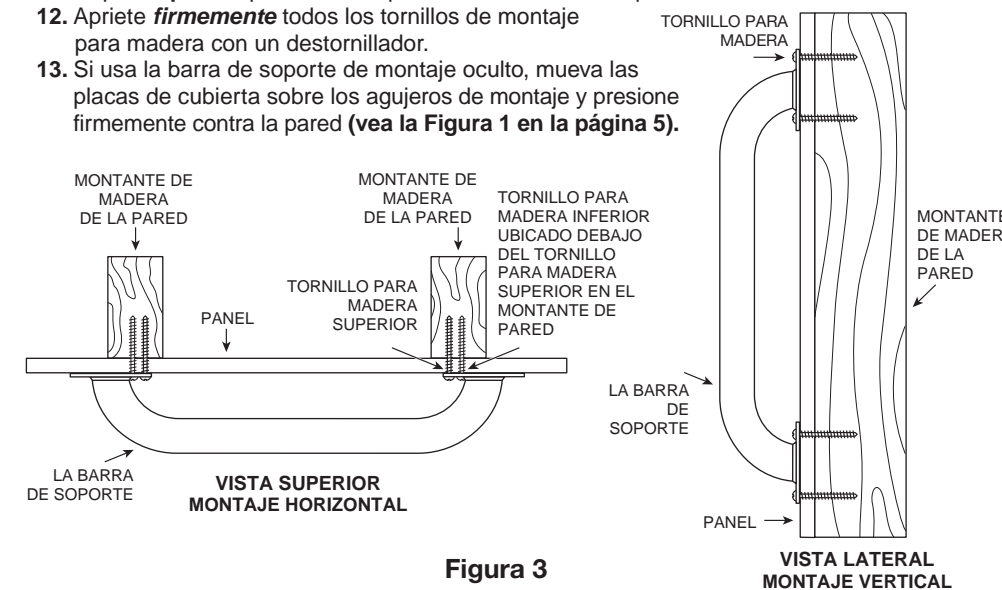 12. Apriete firmemente todos los tornillos de montaje
para madera con un destornillador.
13. Si usa la barra de soporte de montaje oculto, mueva las
placas de cubierta sobre los agujeros de montaje y presione
firmemente contra la pared (vea la Figura 1 en la página 5).
MONTANTE DE
MADERA
DE LA PARED
MONTANTE DE
MADERA
DE LA PARED
TORNILLO PARA
MADERA INFERIOR
UBICADO DEBAJO
DEL TORNILLO
PARA MADERA
SUPERIOR EN EL
MONTANTE DE
PARED
TORNILLO PARA
MADERA
SUPERIOR
PANEL
LA BARRA
DE SOPORTE
VISTA SUPERIOR
MONTAJE HORIZONTAL
TORNILLO PARA
MADERA
MONTANTE
DE MADER
DE LA
PARED
LA BARRA
DE
SOPORTE
PANEL
VISTA LATERAL
MONTAJE VERTICAL
Figura 3